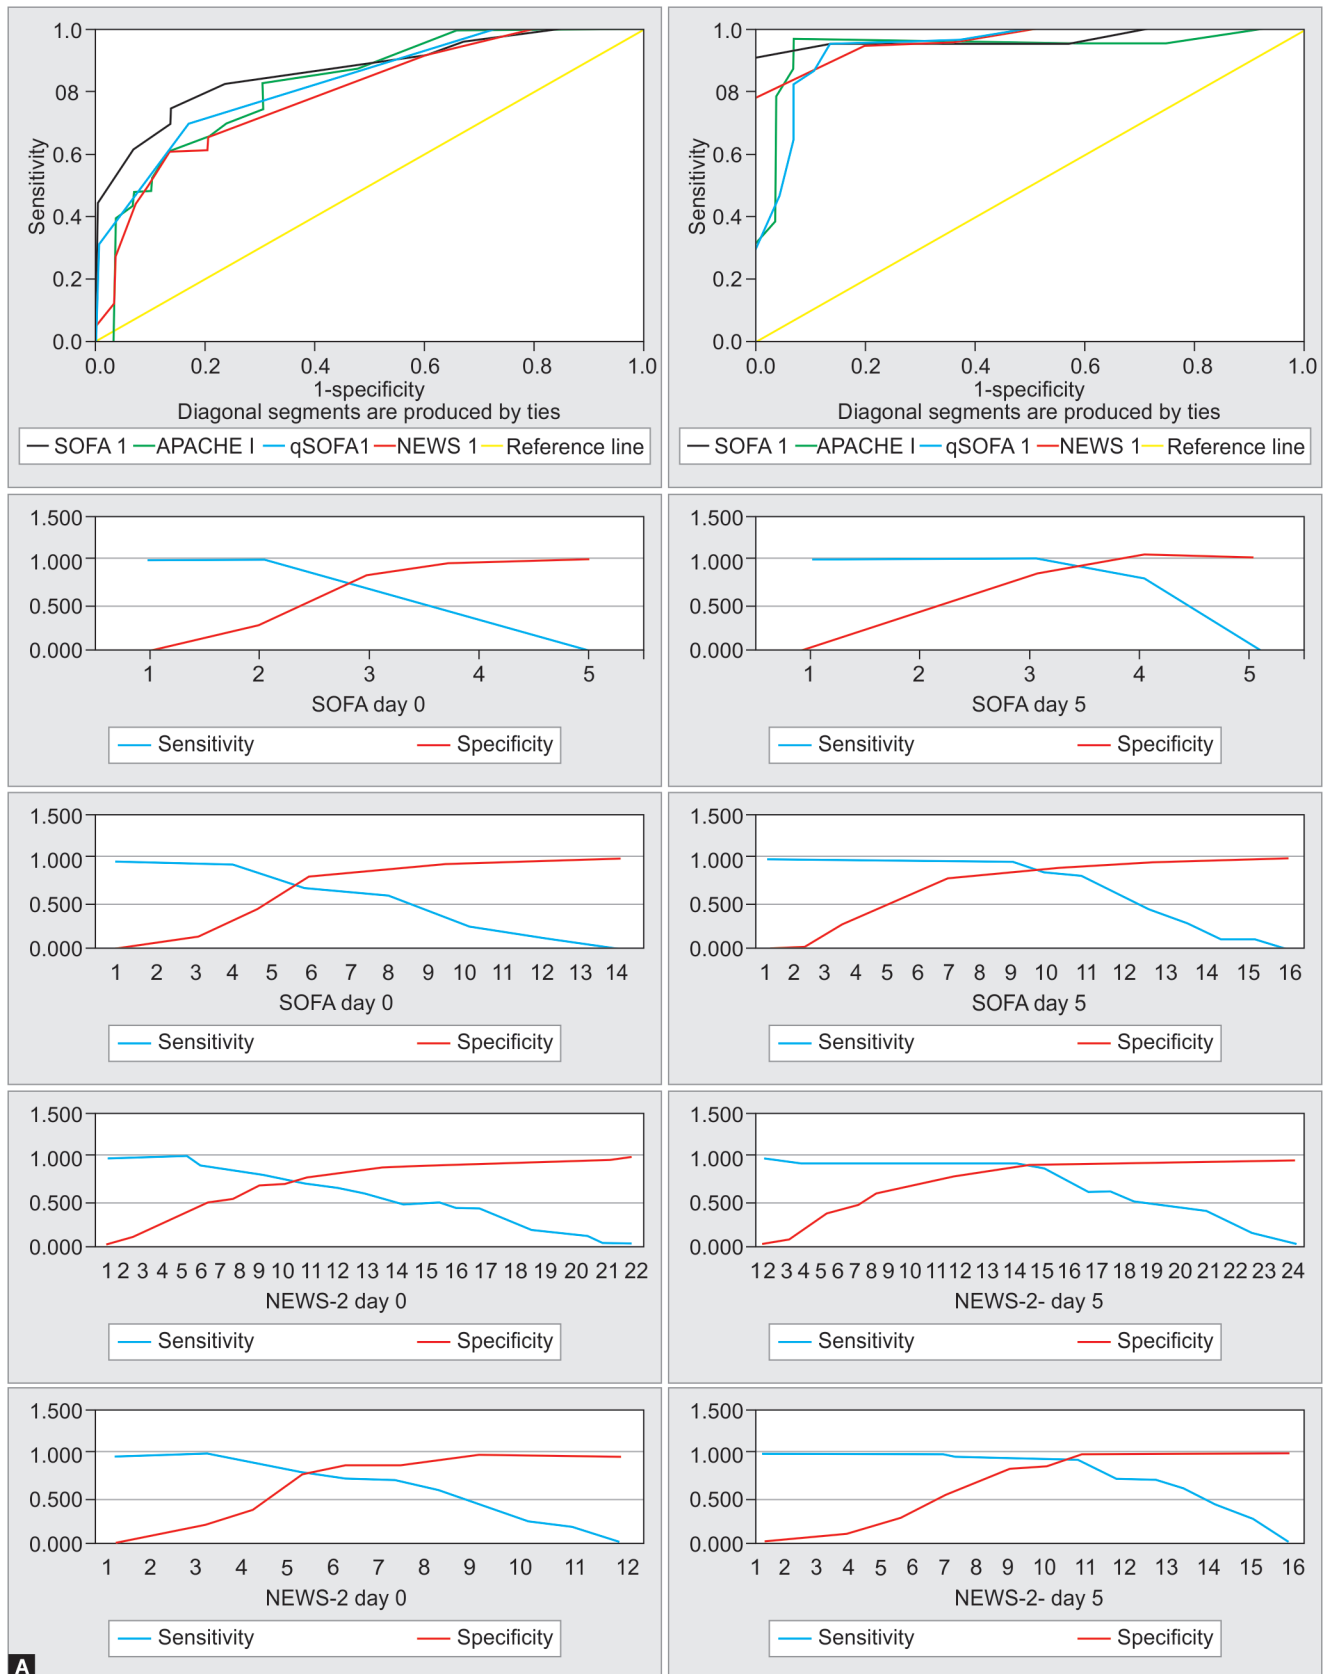 1.0
08
0.6
0.4
0.2
0.0
Sensitivity
0.0 0.2 0.4 0.6 0.8 1.0
1-specificity
Diagonal segments are produced by ties
SOFA 1 APACHE I qSOFA1 NEWS 1 Reference line
1.0
08
0.6
0.4
0.2
0.0
Sensitivity
0.0 0.2 0.4 0.6 0.8 1.0
1-specificity
Diagonal segments are produced by ties
SOFA 1 APACHE I qSOFA 1 NEWS 1 Reference line
1.500
1.000
0.500
0.000
1 2 3 4 5
SOFA day 0
Sensitivity Specificity
1.500
1.000
0.500
0.000
1 2 3 4 5
SOFA day 5
Sensitivity Specificity
1.500
1.000
0.500
0.000
1 2 3 4 5 6 7 8 9 10 11 12 13 14
SOFA day 0
Sensitivity Specificity
1.500
1.000
0.500
0.000
1 2 3 4 5 6 7 8 9 10 11 12 13 14 15 16
SOFA day 5
Sensitivity Specificity
1.500
1.000
0.500
0.000
1 2 3 4 5 6 7 8 9 10 11 12 13 14 15 16 17 18 19 20 21 22
NEWS-2 day 0
Sensitivity Specificity
1.500
1.000
0.500
0.000
12 3 4 5 6 7 8 9 10 11 12 13 14 15 16 17 18 19 20 21 22 23 24
NEWS-2- day 5
Sensitivity Specificity
1.500
1.000
0.500
0.000
1 2 3 4 5 6 7 8 9 10 11 12
NEWS-2 day 0
Sensitivity Specificity
1.500
1.000
0.500
0.000
1 2 3 4 5 6 7 8 9 10 11 12 13 14 15 16
NEWS-2- day 5
Sensitivity Specificity
A